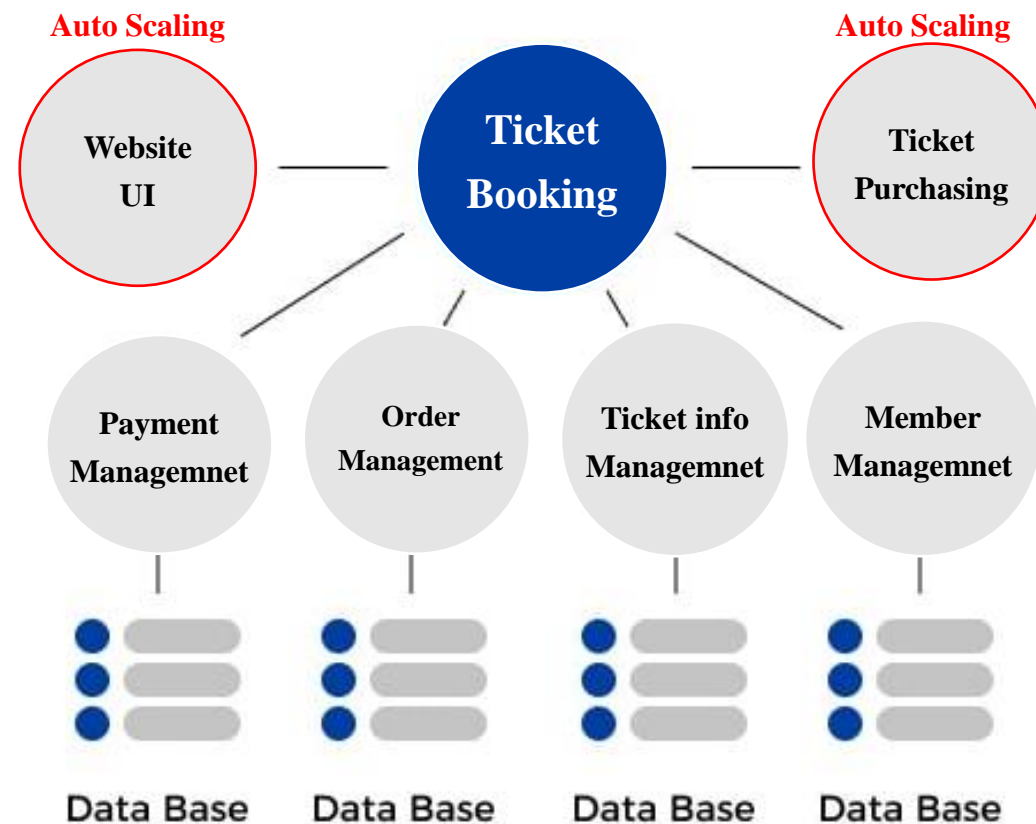 Auto Scaling
Auto Scaling
Website
UI
Ticket
Booking
Ticket
Purchasing
Payment
Managemnet
Order
Management
Ticket info
Managemnet
Member
Managemnet
Data Base
Data Base
Data Base
Data Base